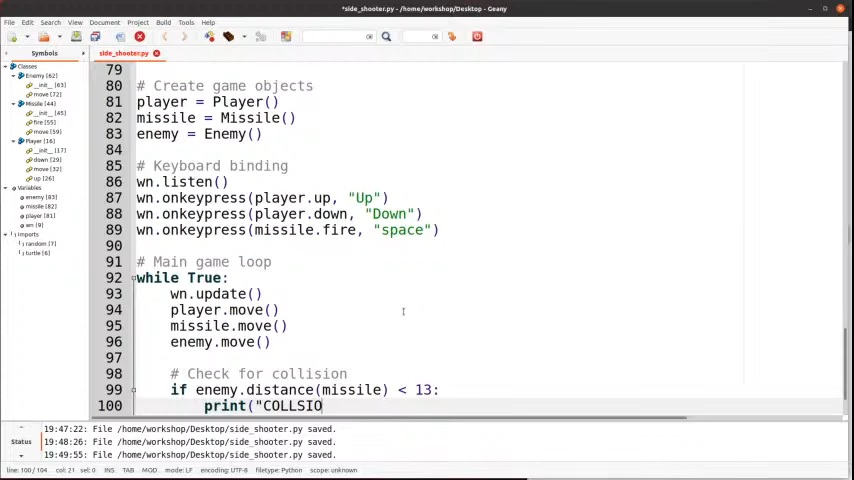 *side_shooter.py - /home/workshop/Desktop - Geany
File Edit Search View Document Project Build Tools Help
Symbols
side_shooter.py
Classes
Enemy [62]
__init__ [63]
move [72]
Missile [44]
__init__ [45]
fire [55]
move [59]
Player [16]
__init__ [17]
down [29]
move [32]
up [26]
Variables
enemy [83]
missile [82]
player [81]
wn [9]
Imports
random [7]
turtle [6]
79
80 # Create game objects
81 player = Player()
82 missile = Missile()
83 enemy = Enemy()
84
85 # Keyboard binding
86 wn.listen()
87 wn.onkeypress(player.up, "Up")
88 wn.onkeypress(player.down, "Down")
89 wn.onkeypress(missile.fire, "space")
90
91 # Main game loop
92 while True:
93 wn.update()
94 player.move()
95 missile.move()
96 enemy.move()
97
98 # Check for collision
99 if enemy.distance(missile) < 13:
100 print("COLLSIO
Status
19:47:22: File /home/workshop/Desktop/side_shooter.py saved.
19:48:26: File /home/workshop/Desktop/side_shooter.py saved.
19:49:55: File /home/workshop/Desktop/side_shooter.py saved.
line: 100 / 104 col: 21 sel: 0 INS TAB MOD mode: LF encoding: UTF-8 filetype: Python scope: unknown